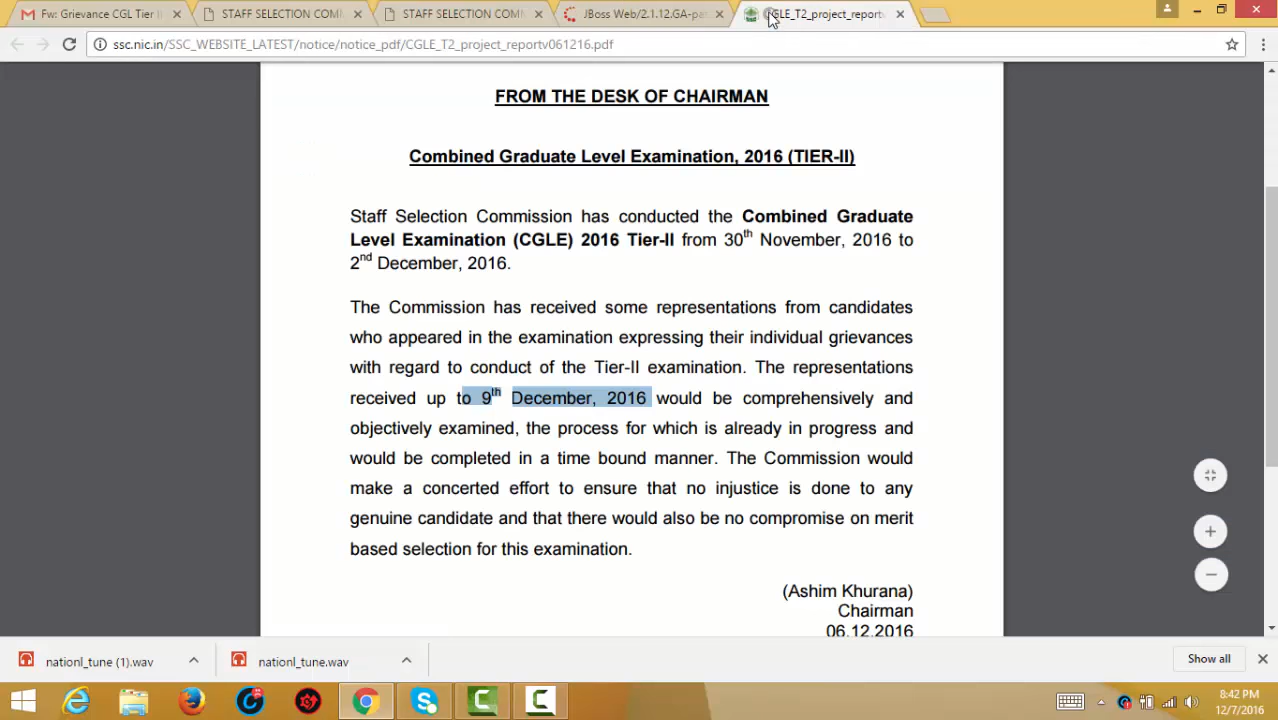 Fw: Grievance CGL Tier II
STAFF SELECTION COM
STAFF SELECTION COM
JBoss Web/2.1.12.GA-pat
CGLE_T2_project_reportv
ssc.nic.in/SSC_WEBSITE_LATEST/notice/notice_pdf/CGLE_T2_project_reportv061216.pdf
FROM THE DESK OF CHAIRMAN
Combined Graduate Level Examination, 2016 (TIER-II)
Staff Selection Commission has conducted the Combined Graduate
Level Examination (CGLE) 2016 Tier-II from 30th November, 2016 to
2nd December, 2016.
The Commission has received some representations from candidates
who appeared in the examination expressing their individual grievances
with regard to conduct of the Tier-II examination. The representations
received up to 9th December, 2016 would be comprehensively and
objectively examined, the process for which is already in progress and
would be completed in a time bound manner. The Commission would
make a concerted effort to ensure that no injustice is done to any
genuine candidate and that there would also be no compromise on merit
based selection for this examination.
(Ashim Khurana)
Chairman
06.12.2016
nationl_tune (1).wav
nationl_tune.wav
Show all
8:42 PM
12/7/2016